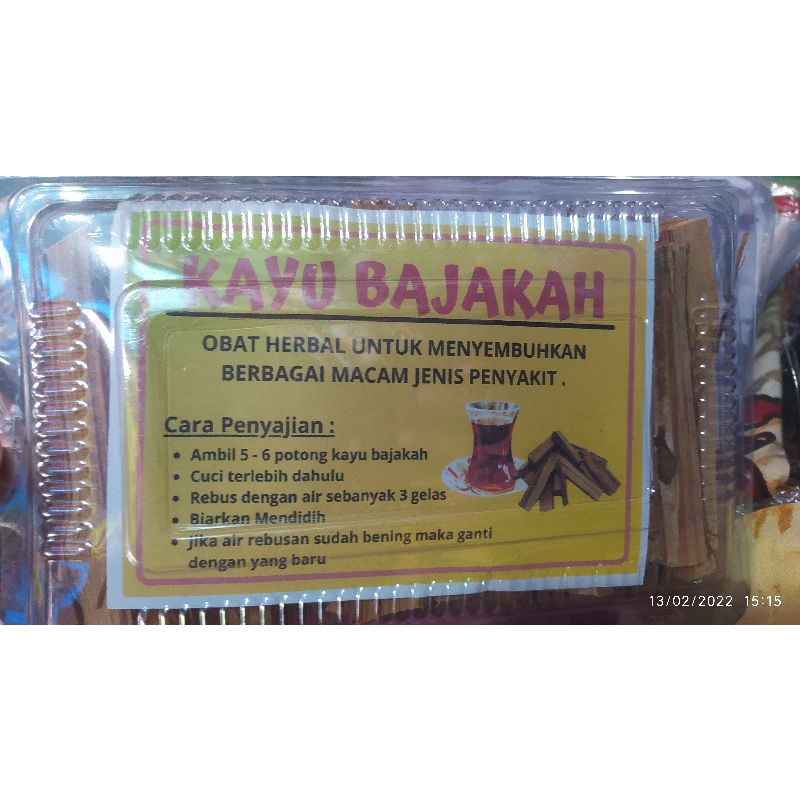 KAYU BAJAKAH
OBAT HERBAL UNTUK MENYEMBUHKAN
BERBAGAI MACAM JENIS PENYAKIT .
Cara Penyajian :
• Ambil 5 - 6 potong kayu bajakah
• Cuci terlebih dahulu
• Rebus dengan air sebanyak 3 gelas
• Biarkan Mendidih
• Jika air rebusan sudah bening maka ganti
dengan yang baru
13/02/2022 15:15